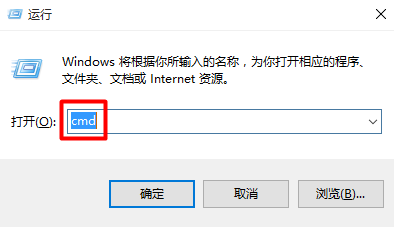 运行
Windows 将根据你所输入的名称，为你打开相应的程序、
文件夹、文档或 Internet 资源。
打开(O): cmd
确定 取消 浏览(B)...